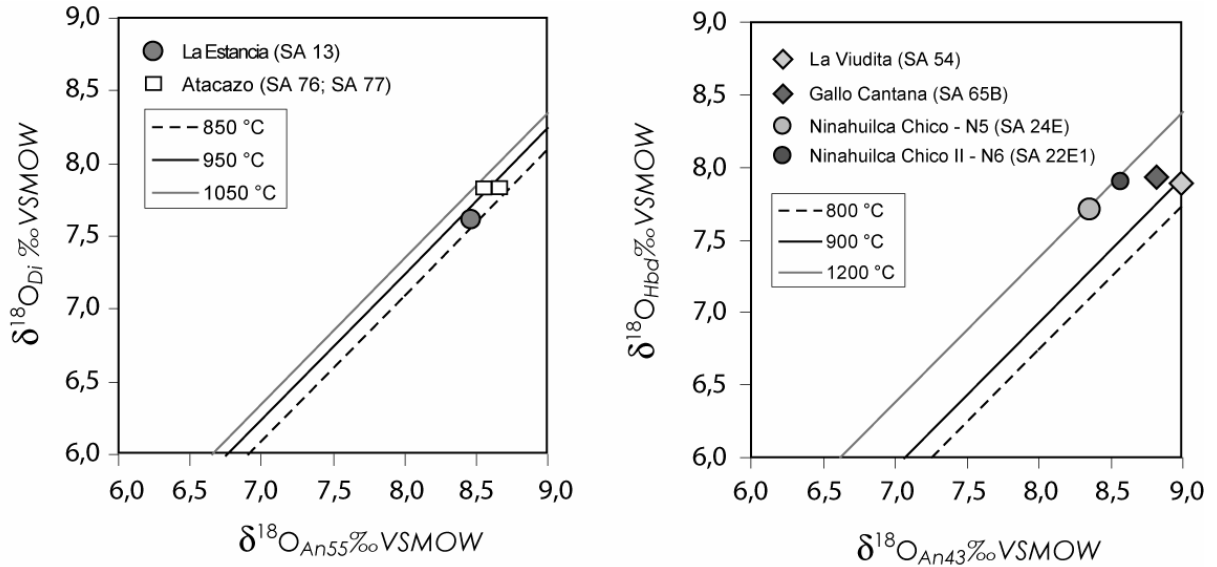 9,0
8,5
8,0
7,5
7,0
6,5
6,0
δ18ODi ‰ VSMOW
La Estancia (SA 13)
Atacazo (SA 76; SA 77)
850 °C
950 °C
1050 °C
6,0 6,5 7,0 7,5 8,0 8,5 9,0
δ18OAn55‰ VSMOW
9,0
8,5
8,0
7,5
7,0
6,5
6,0
δ18OHbd‰ VSMOW
La Viudita (SA 54)
Gallo Cantana (SA 65B)
Ninahuilca Chico - N5 (SA 24E)
Ninahuilca Chico II - N6 (SA 22E1)
800 °C
900 °C
1200 °C
6,0 6,5 7,0 7,5 8,0 8,5 9,0
δ18OAn43‰ VSMOW